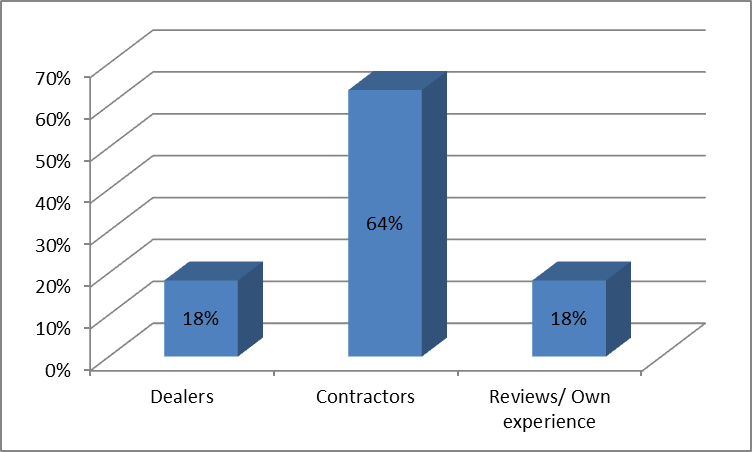 70%
60%
50%
40%
30%
20%
10%
0%
18%
64%
18%
Dealers
Contractors
Reviews/ Own
experience